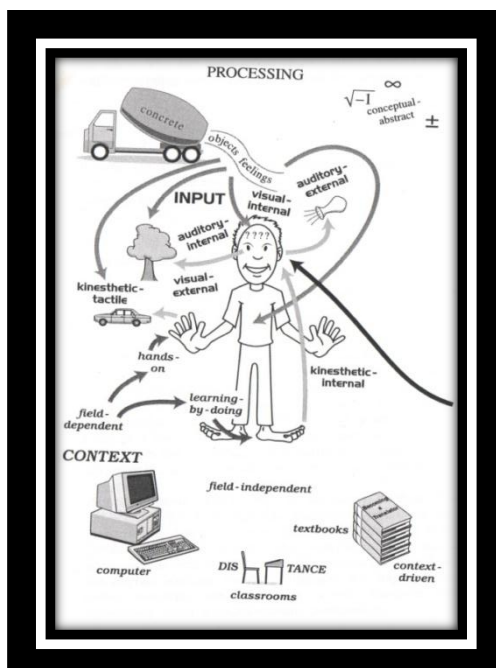 PROCESSING
∞
√-1
conceptual-
abstract
±
concrete
objects feelings
auditory-
external
INPUT
visual-
internal
auditory-
internal
????
visual-
external
kinesthetic-
tactile
hands-
on
kinesthetic-
internal
learning-
by-doing
field-
dependent
CONTEXT
field-independent
textbooks
computer
DIS TANCE
classrooms
context-
driven